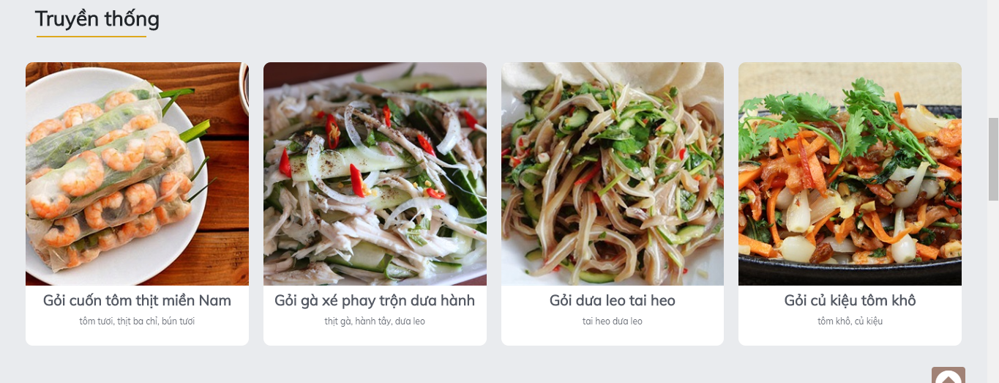 Truyền thống
Gỏi cuốn tôm thịt miền Nam
tôm tươi, thịt ba chỉ, bún tươi
Gỏi gà xé phay trộn dưa hành
thịt gà, hành tây, dưa leo
Gỏi dưa leo tai heo
tai heo dưa leo
Gỏi củ kiệu tôm khô
tôm khô, củ kiệu